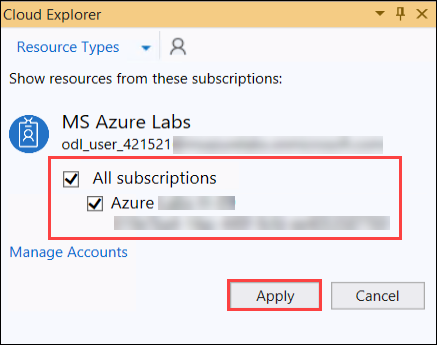 Cloud Explorer
Resource Types
Show resources from these subscriptions:
MS Azure Labs
odl_user_421521
All subscriptions
Azure
Manage Accounts
Apply
Cancel